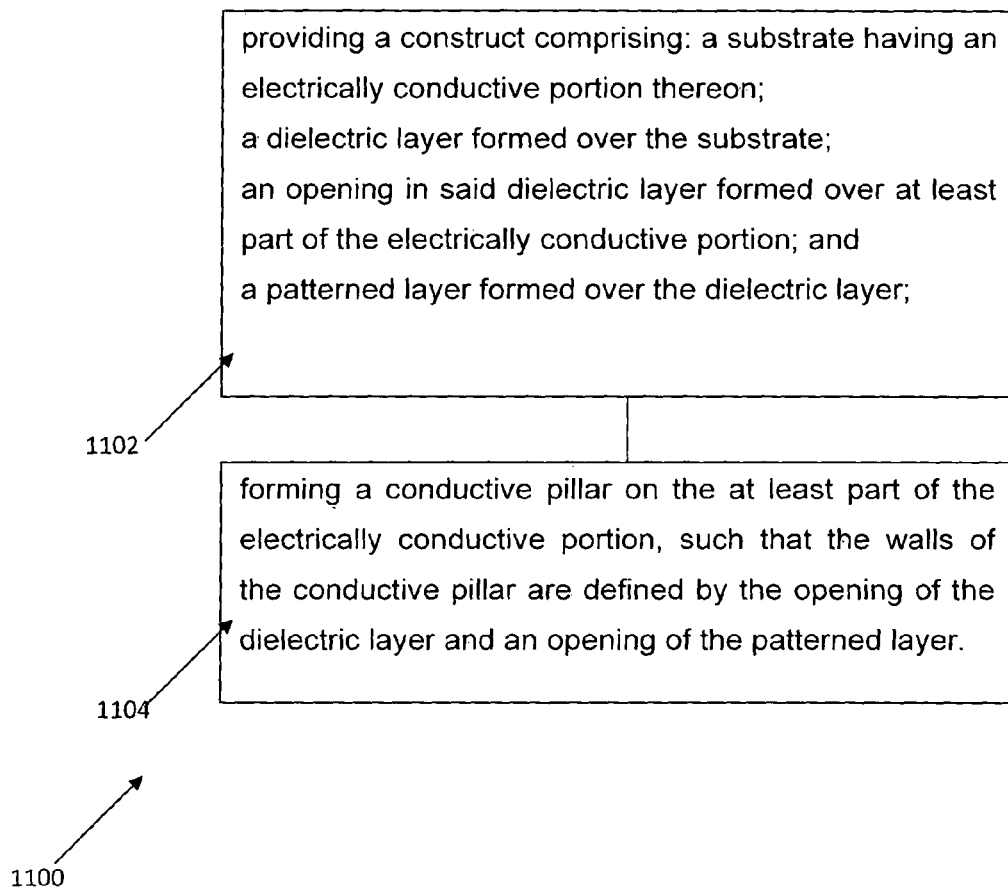 providing a construct comprising: a substrate having an
electrically conductive portion thereon;
a dielectric layer formed over the substrate;
an opening in said dielectric layer formed over at least
part of the electrically conductive portion; and
a patterned layer formed over the dielectric layer;
1102
forming a conductive pillar on the at least part of the
electrically conductive portion, such that the walls of
the conductive pillar are defined by the opening of the
dielectric layer and an opening of the patterned layer.
1104
1100